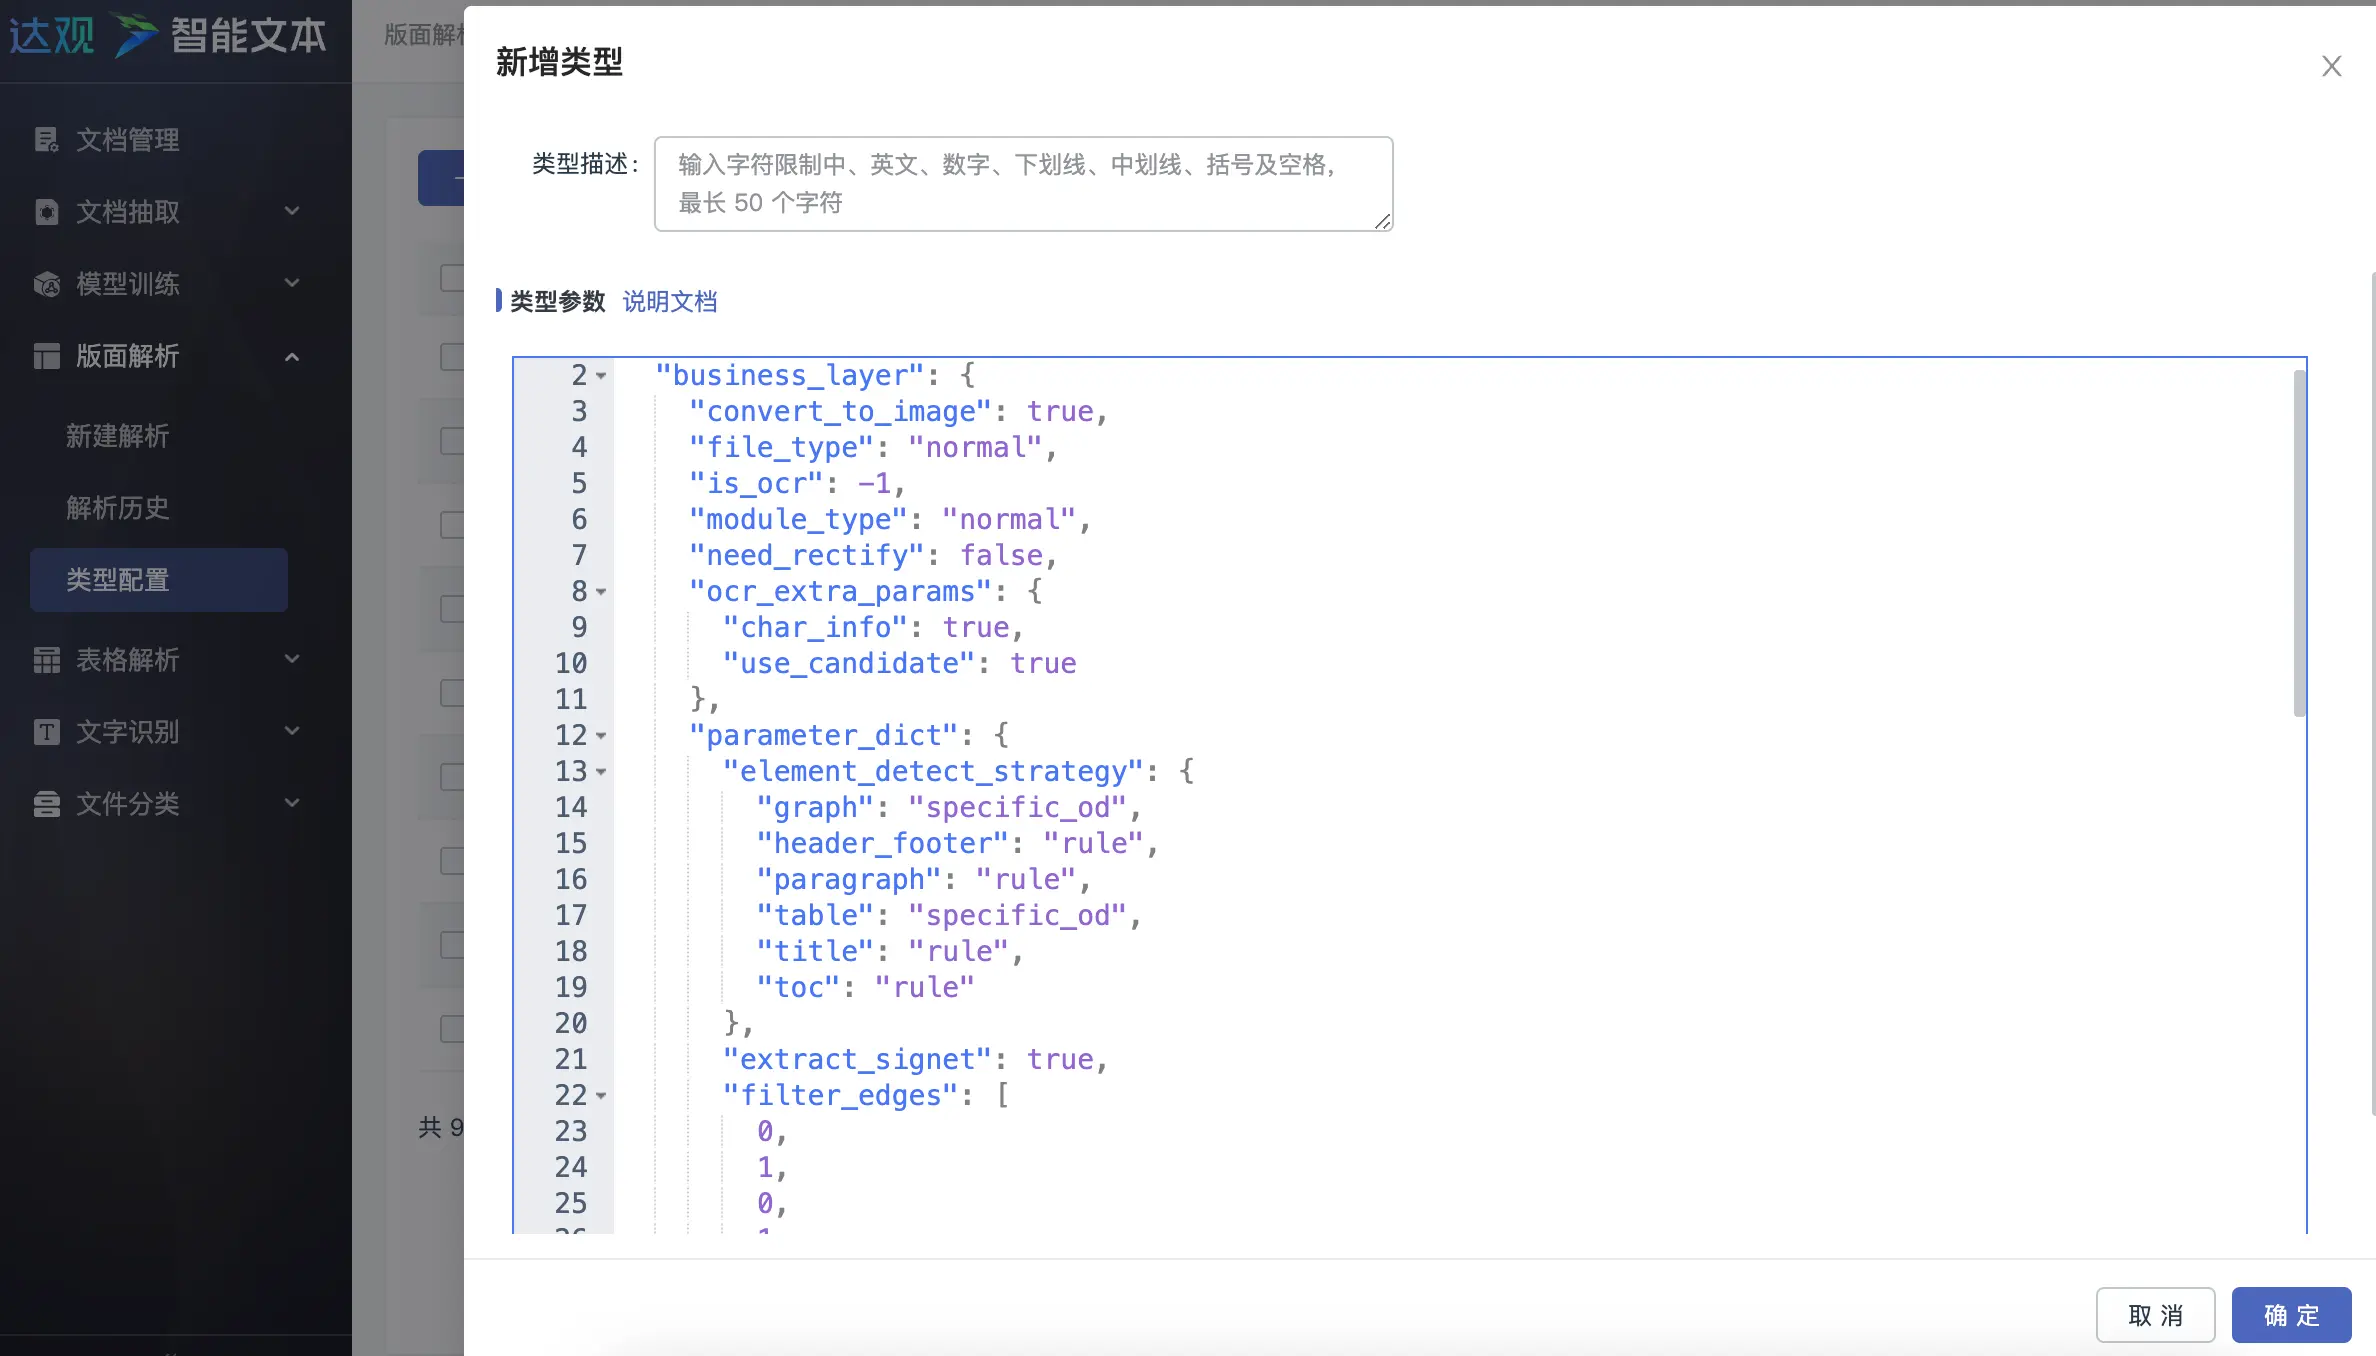 达观 智能文本
文档管理
文档抽取
模型训练
版面解析
新建解析
解析历史
类型配置
表格解析
文字识别
文件分类
版面解
共 9
新增类型
类型描述:
输入字符限制中、英文、数字、下划线、中划线、括号及空格,
最长 50 个字符
类型参数 说明文档
2 "business_layer": {
3 "convert_to_image": true,
4 "file_type": "normal",
5 "is_ocr": -1,
6 "module_type": "normal",
7 "need_rectify": false,
8 "ocr_extra_params": {
9 "char_info": true,
10 "use_candidate": true
11 },
12 "parameter_dict": {
13 "element_detect_strategy": {
14 "graph": "specific_od",
15 "header_footer": "rule",
16 "paragraph": "rule",
17 "table": "specific_od",
18 "title": "rule",
19 "toc": "rule"
20 },
21 "extract_signet": true,
22 "filter_edges": [
23 0,
24 1,
25 0,
取 消
确 定